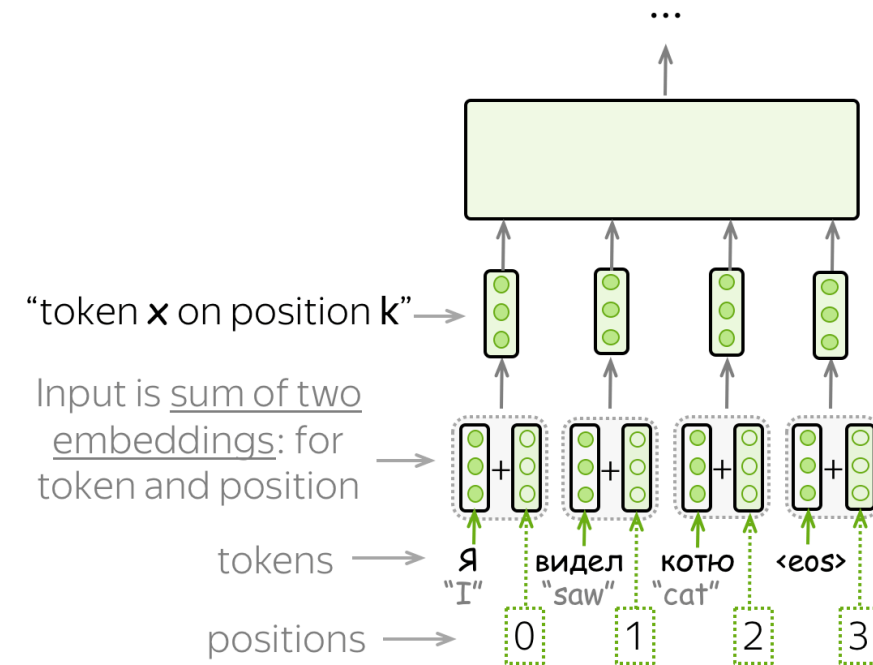 ...
“token x on position k”
Input is sum of two
embeddings: for
token and position
+ + + +
tokens
Я видел котю <eos>
“I” “saw” “cat”
positions
0 1 2 3